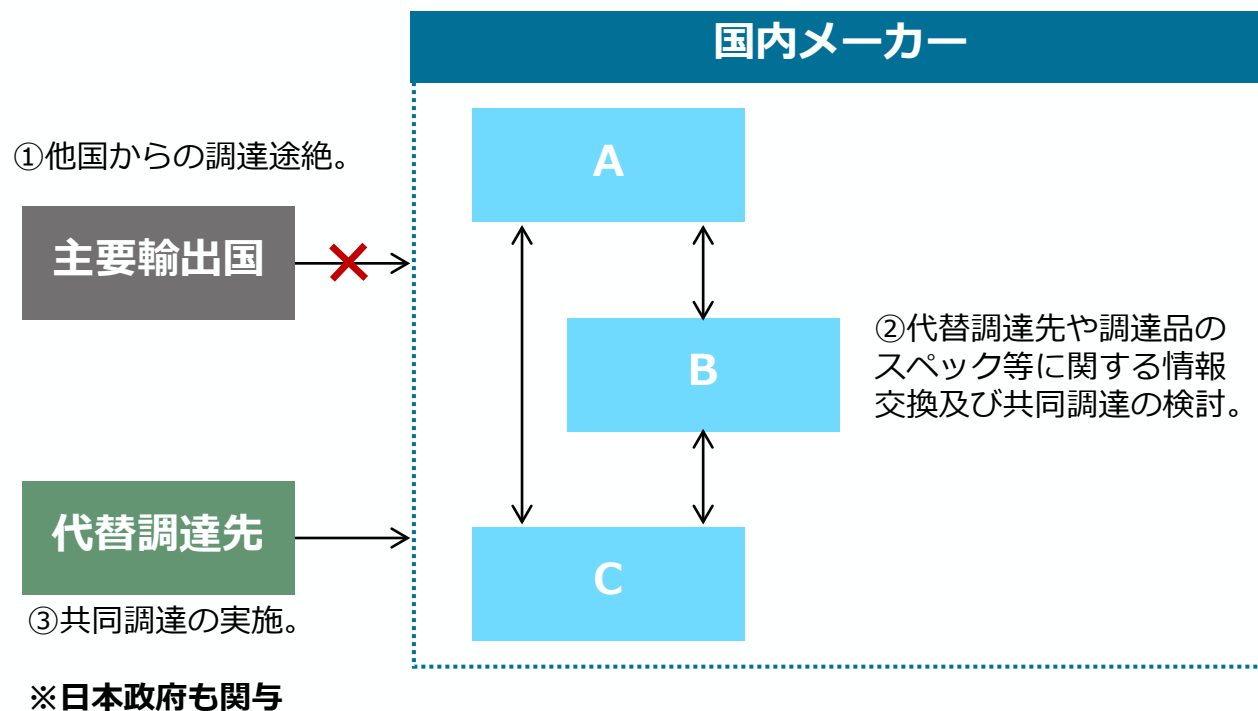 国内メーカー
①他国からの調達途絶。
主要輸出国
A
B
C
②代替調達先や調達品の
スペック等に関する情報
交換及び共同調達の検討。
代替調達先
③共同調達の実施。
※日本政府も関与